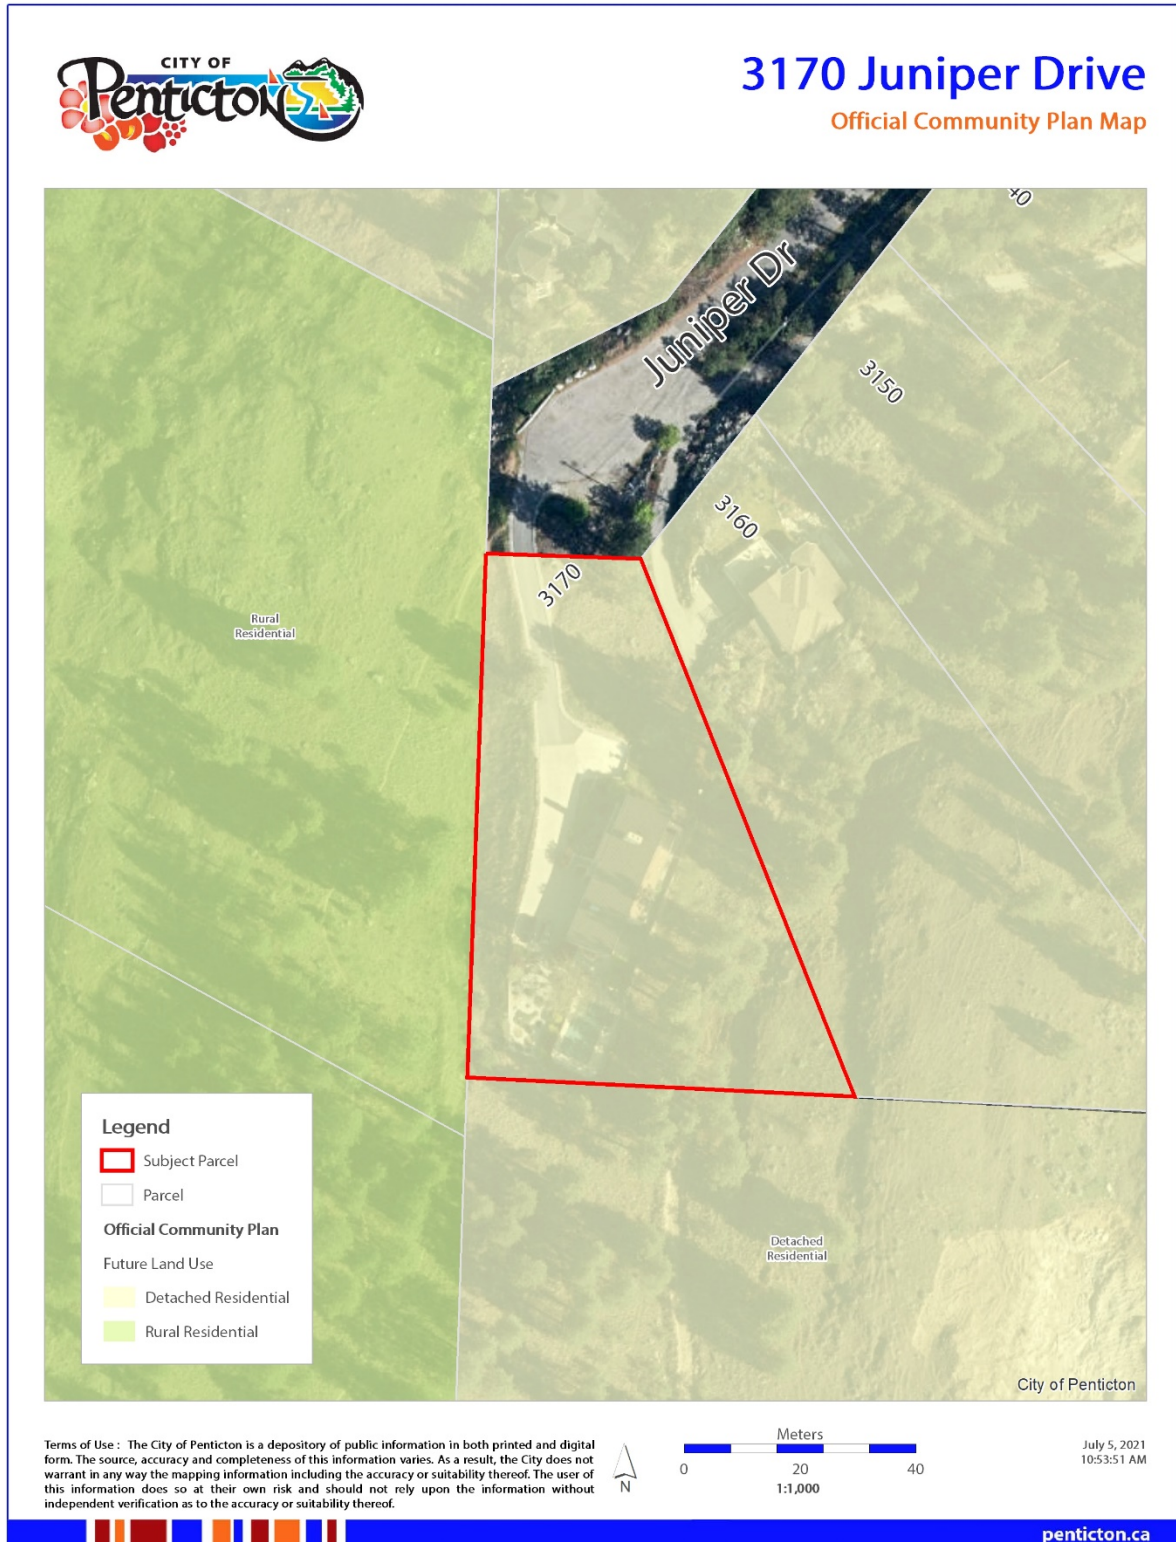 CITY OF
Penticton
3170 Juniper Drive
Official Community Plan Map
40
Juniper Dr
3150
3160
3170
Rural
Residential
Legend
Subject Parcel
Parcel
Official Community Plan
Future Land Use
Detached Residential
Rural Residential
Detached
Residential
City of Penticton
Terms of Use : The City of Penticton is a depository of public information in both printed and digital
form. The source, accuracy and completeness of this information varies. As a result, the City does not
warrant in any way the mapping information including the accuracy or suitability thereof. The user of
this information does so at their own risk and should not rely upon the information without
independent verification as to the accuracy or suitability thereof.
N
Meters
0 20 40
1:1,000
July 5, 2021
10:53:51 AM
penticton.ca